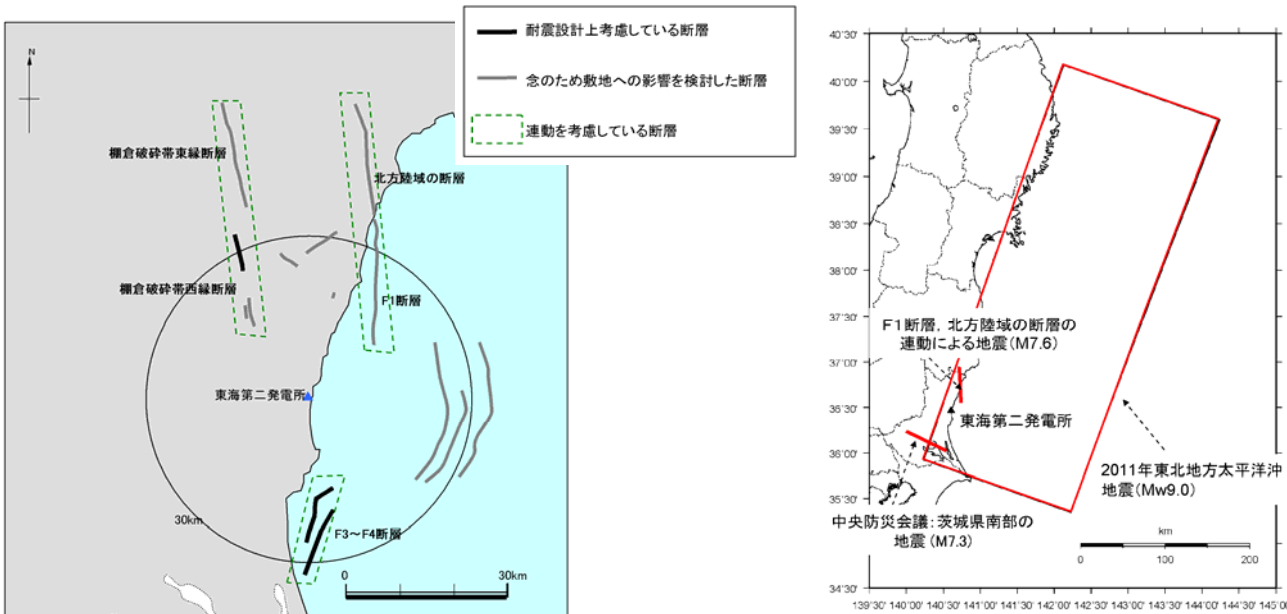 耐震設計上考慮している断層
念のため敷地への影響を検討した断層
連動を考慮している断層
N
棚倉破砕帯東縁断層
北方陸域の断層
棚倉破砕帯西縁断層
F1断層
東海第二発電所
30km
F3～F4断層
0
30km
40˚30'
40˚00'
39˚30'
39˚00'
38˚30'
38˚00'
37˚30'
37˚00'
36˚30'
36˚00'
35˚30'
35˚00'
34˚30'
F1断層，北方陸域の断層の
連動による地震(M7.6)
東海第二発電所
2011年東北地方太平洋沖
地震(Mw9.0)
中央防災会議：茨城県南部の
地震 (M7.3)
km
0 100 200
139˚30' 140˚00' 140˚30' 141˚00' 141˚30' 142˚00' 142˚30' 143˚00' 143˚30' 144˚00' 144˚30' 145˚00'